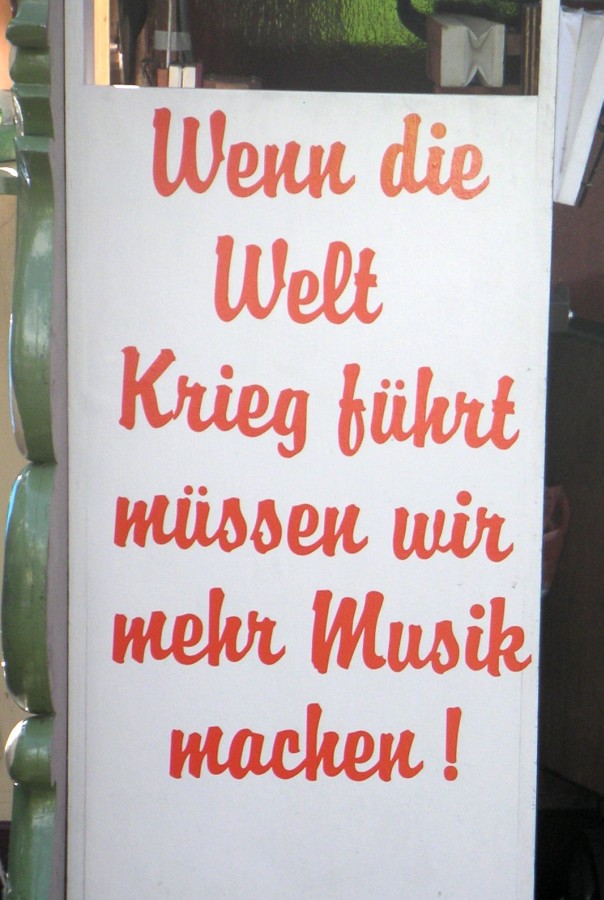 Wenn die
Welt
Krieg führt
müssen wir
mehr Musik
machen !